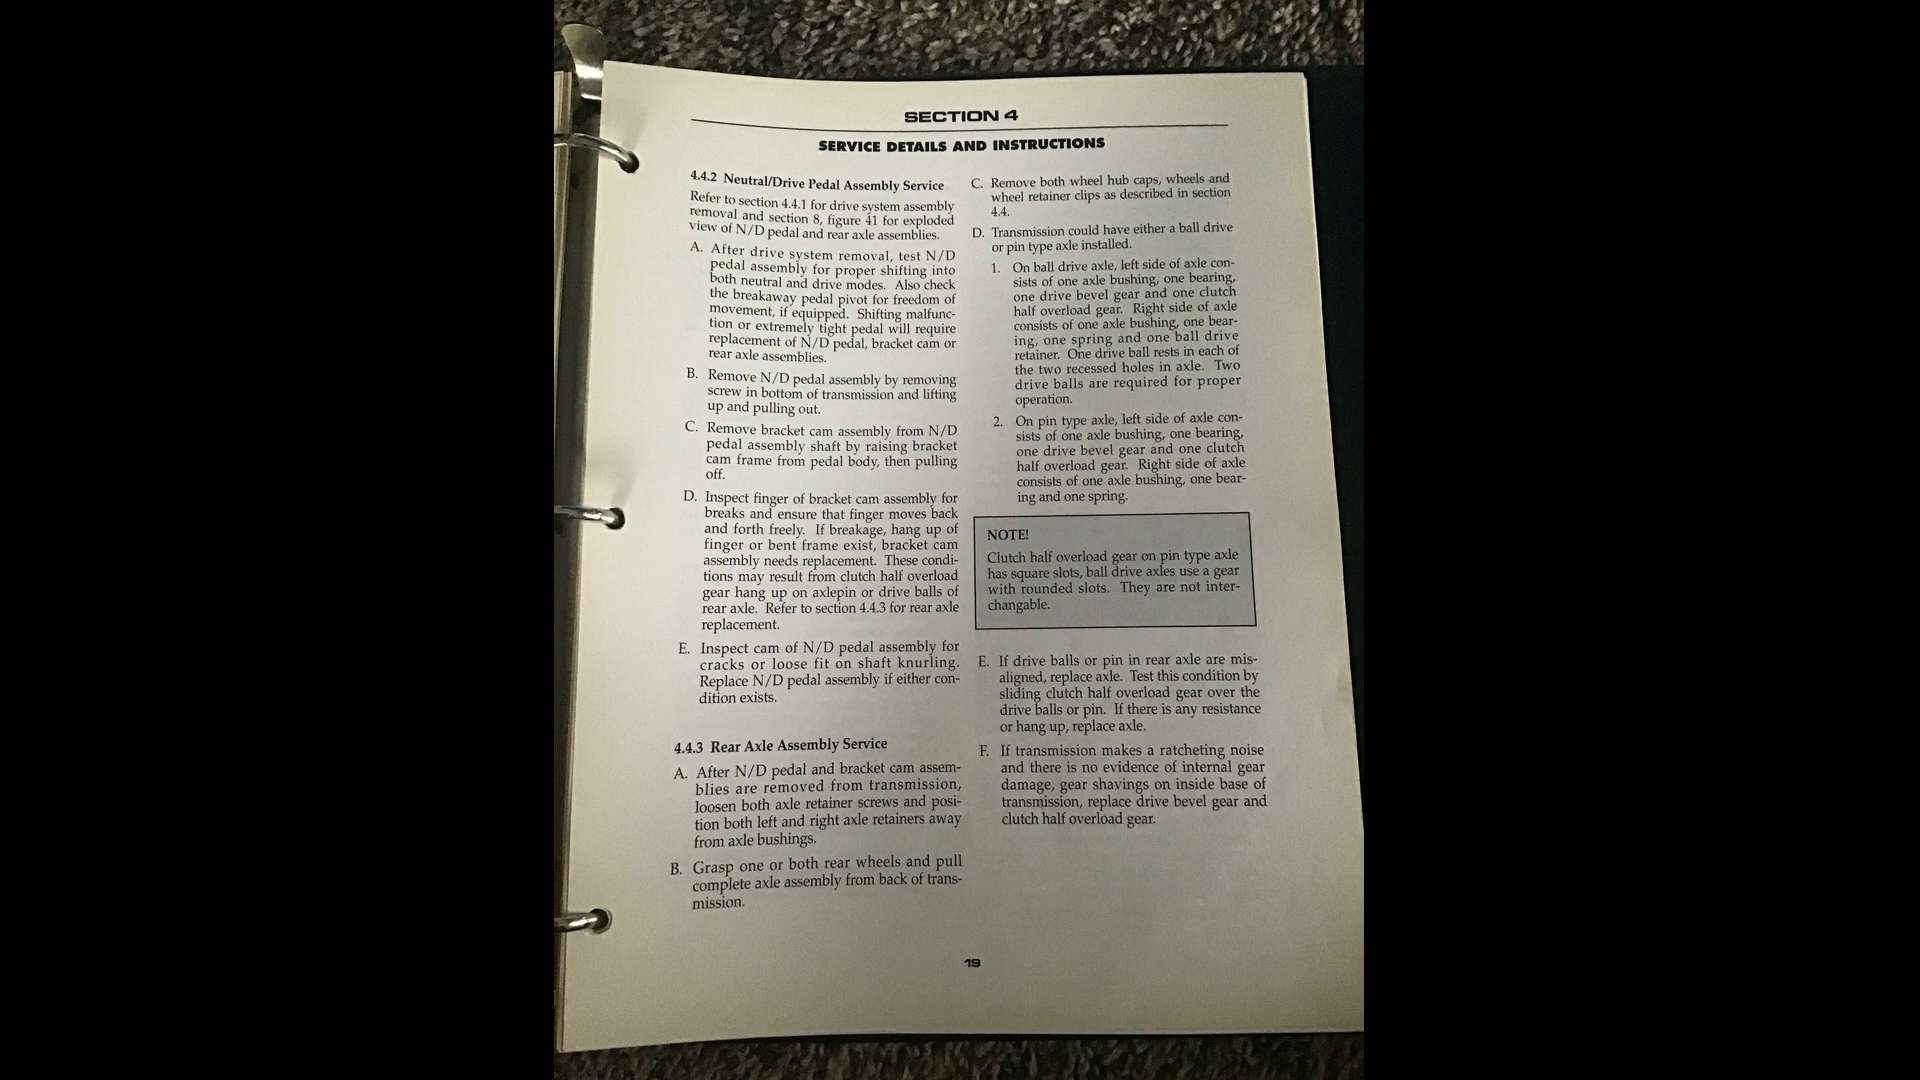 SECTION 4
SERVICE DETAILS AND INSTRUCTIONS
4.4.2 Neutral/Drive Pedal Assembly Service
Refer to section 4.4.1 for drive system assembly
removal and section 8, figure 41 for exploded
view of N/D pedal and rear axle assemblies.
A. After drive system removal, test N/D
pedal assembly for proper shifting into
both neutral and drive modes. Also check
the breakaway pedal pivot for freedom of
movement, if equipped. Shifting malfunc-
tion or extremely tight pedal will require
replacement of N/D pedal, bracket cam or
rear axle assemblies.
B. Remove N/D pedal assembly by removing
screw in bottom of transmission and lifting
up and pulling out.
C. Remove bracket cam assembly from N/D
pedal assembly shaft by raising bracket
cam frame from pedal body, then pulling
off.
D. Inspect finger of bracket cam assembly for
breaks and ensure that finger moves back
and forth freely. If breakage, hang up of
finger or bent frame exist, bracket cam
assembly needs replacement. These condi-
tions may result from clutch half overload
gear hang up on axlepin or drive balls of
rear axle. Refer to section 4.4.3 for rear axle
replacement.
E. Inspect cam of N/D pedal assembly for
cracks or loose fit on shaft knurling.
Replace N/D pedal assembly if either con-
dition exists.
4.4.3 Rear Axle Assembly Service
A. After N/D pedal and bracket cam assem-
blies are removed from transmission,
loosen both axle retainer screws and posi-
tion both left and right axle retainers away
from axle bushings.
B. Grasp one or both rear wheels and pull
complete axle assembly from back of trans-
mission.
C. Remove both wheel hub caps, wheels and
wheel retainer clips as described in section
4.4.
D. Transmission could have either a ball drive
or pin type axle installed.
1. On ball drive axle, left side of axle con-
sists of one axle bushing, one bearing,
one drive bevel gear and one clutch
half overload gear. Right side of axle
consists of one axle bushing, one bear-
ing, one spring and one ball drive
retainer. One drive ball rests in each of
the two recessed holes in axle. Two
drive balls are required for proper
operation.
2. On pin type axle, left side of axle con-
sists of one axle bushing, one bearing,
one drive bevel gear and one clutch
half overload gear. Right side of axle
consists of one axle bushing, one bear-
ing and one spring.
NOTE!
Clutch half overload gear on pin type axle
has square slots, ball drive axles use a gear
with rounded slots. They are not inter-
changable.
E. If drive balls or pin in rear axle are mis-
aligned, replace axle. Test this condition by
sliding clutch half overload gear over the
drive balls or pin. If there is any resistance
or hang up, replace axle.
F. If transmission makes a ratcheting noise
and there is no evidence of internal gear
damage, gear shavings on inside base of
transmission, replace drive bevel gear and
clutch half overload gear.
19